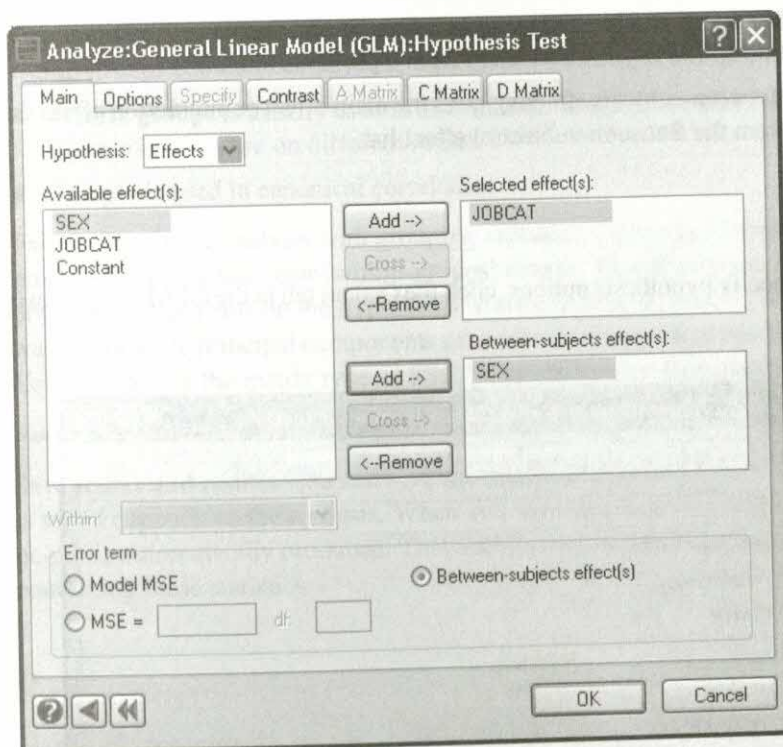 Analyze:General Linear Model (GLM):Hypothesis Test
Main Options Specify Contrast A Matrix C Matrix D Matrix
Hypothesis: Effects
Available effect(s):
SEX
JOBCAT
Constant
Add -->
Cross ->
<--Remove
Selected effect(s):
JOBCAT
Between-subjects effect(s):
SEX
Add -->
Cross ->
<--Remove
Within:
Error term
Model MSE
Between-subjects effect(s)
MSE =
df:
OK
Cancel